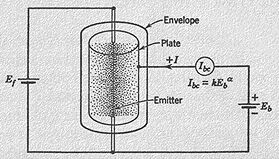 Envelope
Plate
+I
I_bc
I_bc = kE_b^α
E_f
+
E_b
−
Emitter